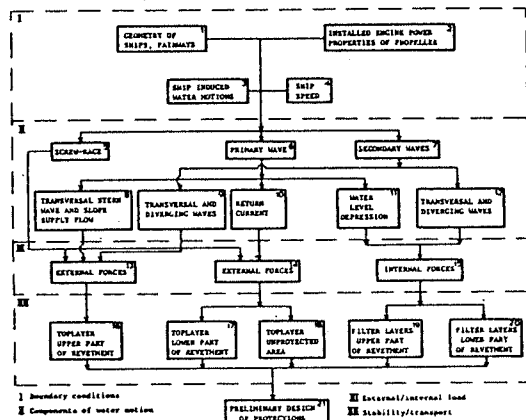 I
GEOMETRY OF
SHIPS, FAIRWAYS
1
INSTALLED ENGINE POWER
PROPERTIES OF PROPELLER
2
SHIP INDUCED
WATER MOTIONS
3
SHIP
SPEED
4
II
SCREW-RACE
5
PRIMARY WAVE
6
SECONDARY WAVES
7
TRANSVERSAL STERN
WAVE AND SLOPE
SUPPLY FLOW
8
TRANSVERSAL AND
DIVERGING WAVES
9
RETURN
CURRENT
10
WATER
LEVEL
DEPRESSION
11
TRANSVERSAL AND
DIVERGING WAVES
12
III
EXTERNAL FORCES
13
EXTERNAL FORCES
14
INTERNAL FORCES
15
TOPLAYER
UPPER PART
OF REVETMENT
16
TOPLAYER
LOWER PART
OF REVETMENT
17
TOPLAYER
UNPROTECTED
AREA
18
FILTER LAYERS
UPPER PART
OF REVETMENT
19
FILTER LAYERS
LOWER PART
OF REVETMENT
20
PRELIMINARY DESIGN
OF PROTECTIONS
21
I Boundary conditions
II Components of water motion
III External/internal load
Stability/transport